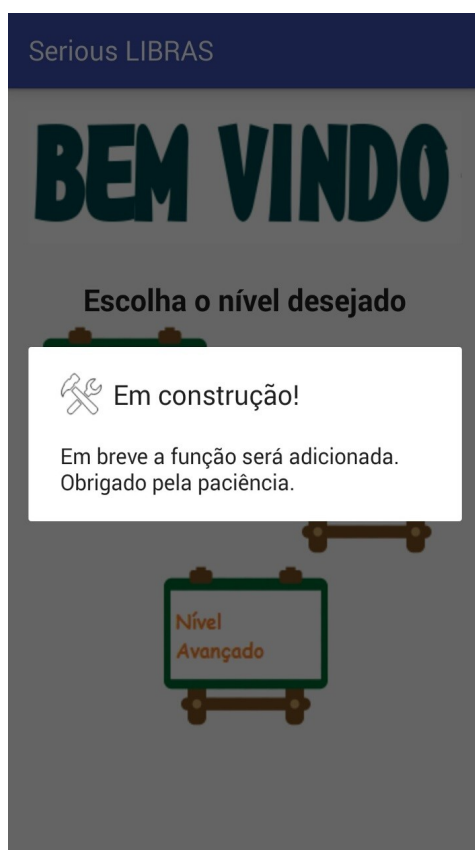 Serious LIBRAS
BEM VINDO
Escolha o nível desejado
Em construção!
Em breve a função será adicionada.
Obrigado pela paciência.
Nível
Avançado